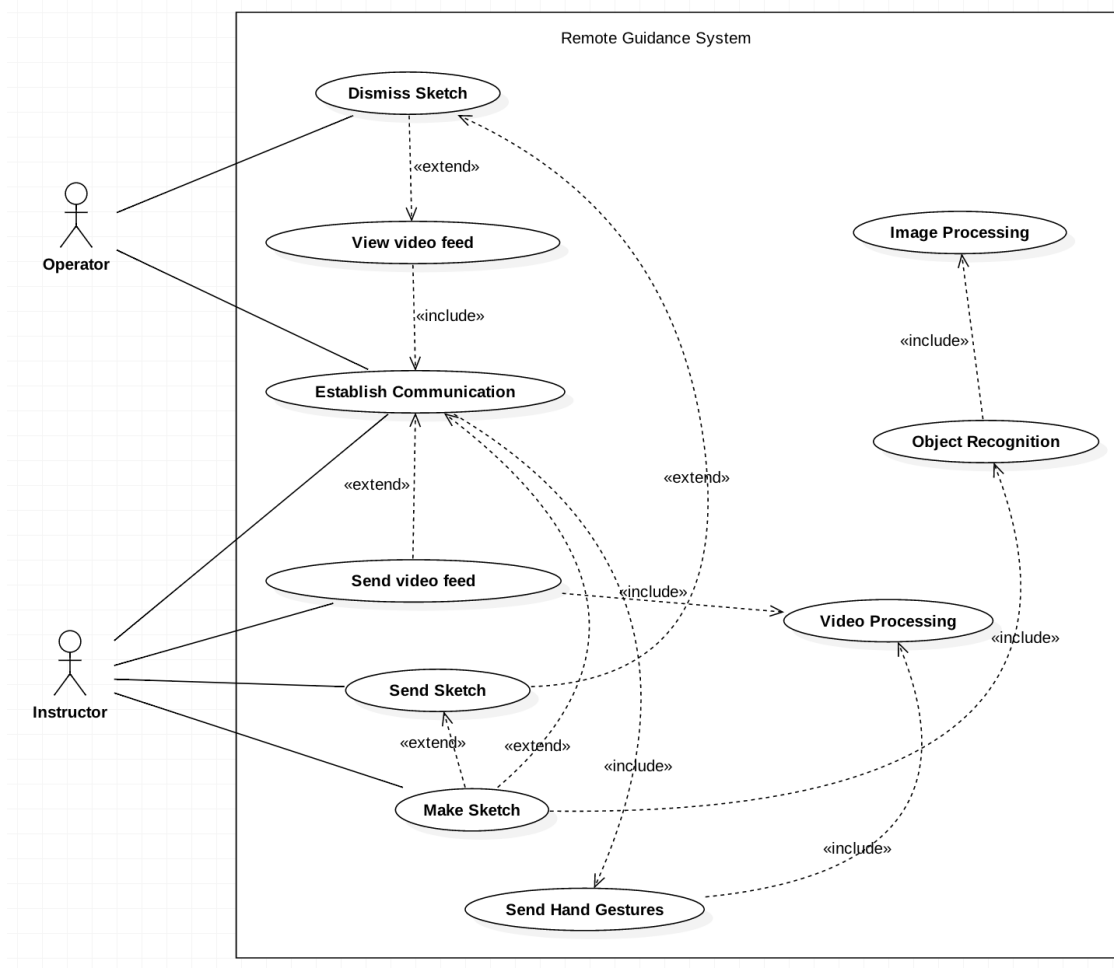 Remote Guidance System
Dismiss Sketch
«extend»
Operator
View video feed
Image Processing
«include»
«include»
Establish Communication
Object Recognition
«extend»
«extend»
Send video feed
«include»
Video Processing
«include»
Instructor
Send Sketch
«extend»
«extend»
«include»
Make Sketch
«include»
Send Hand Gestures